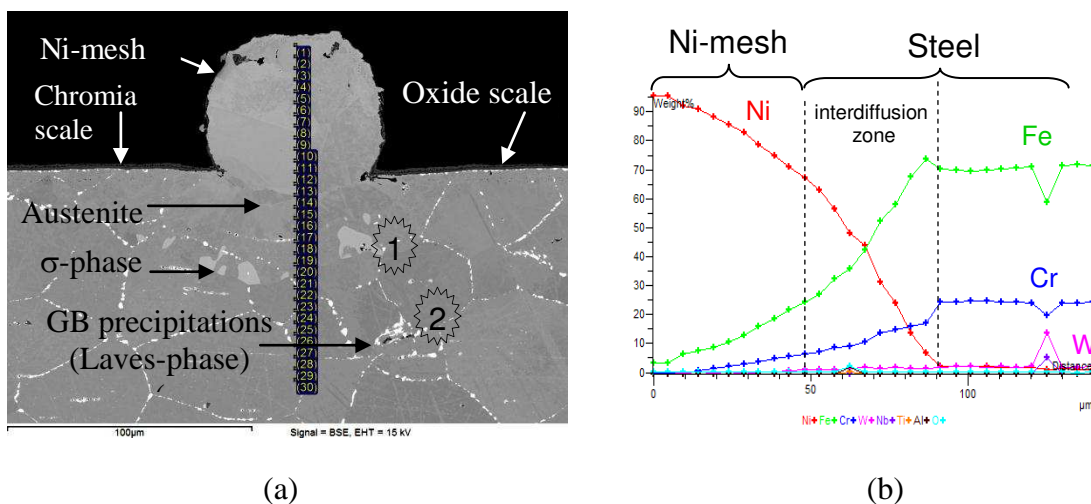 Ni-mesh
Chromia
scale
Oxide scale
Austenite
σ-phase
GB precipitations
(Laves-phase)
(1)
(2)
(3)
(4)
(5)
(6)
(7)
(8)
(9)
(10)
(11)
(12)
(13)
(14)
(15)
(16)
(17)
(18)
(19)
(20)
(21)
(22)
(23)
(24)
(25)
(26)
(27)
(28)
(29)
(30)
1
2
100µm
Signal = BSE, EHT = 15 kV
(a)
Ni-mesh
Steel
Weight%
Ni
interdiffusion
zone
Fe
Cr
W
Distance
90
80
70
60
50
40
30
20
10
0
0
50
100
µm
Ni Fe Cr W Nb Ti Al O
(b)